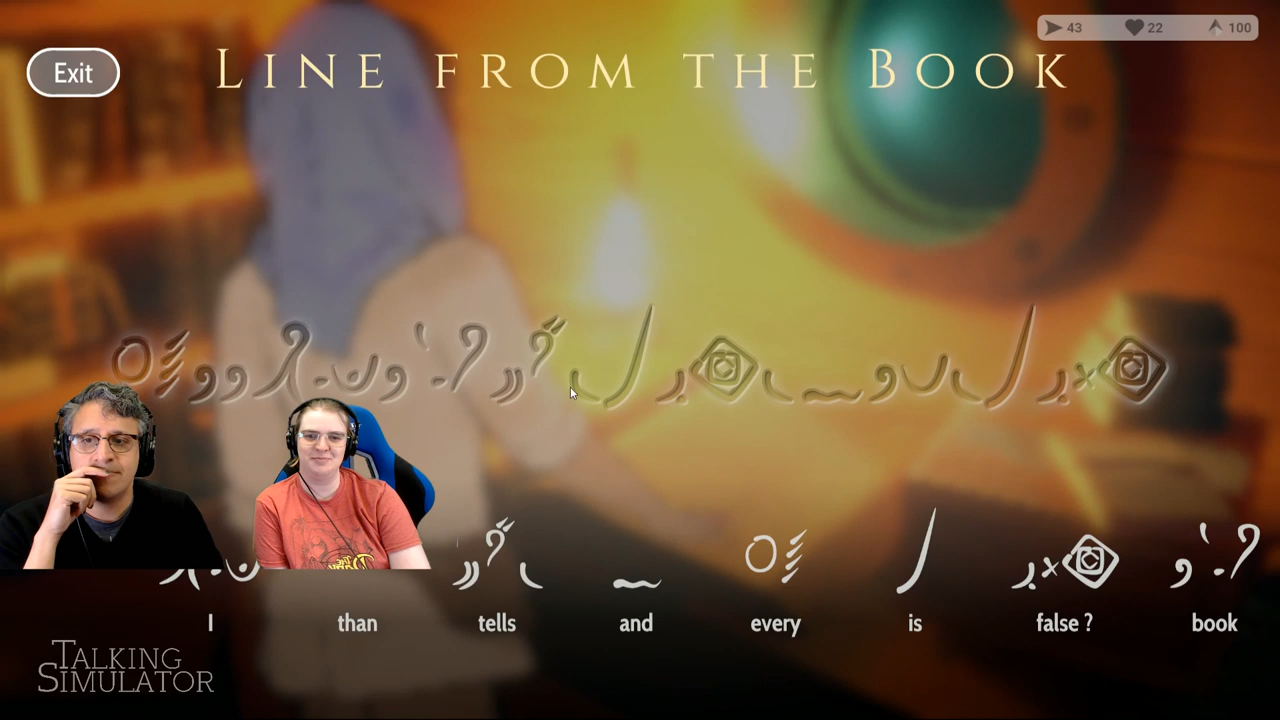 43 22 100
Exit
LINE FROM THE BOOK
I than tells and every is false ? book
TALKING
SIMULATOR